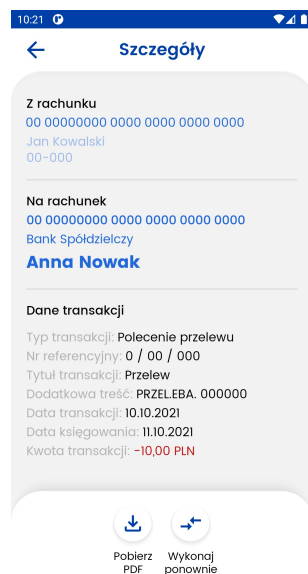 10:21
Szczegóły
Z rachunku
00 00000000 0000 0000 0000 0000
Jan Kowalski
00-000
Na rachunek
00 00000000 0000 0000 0000 0000
Bank Spółdzielczy
Anna Nowak
Dane transakcji
Typ transakcji: Polecenie przelewu
Nr referencyjny: 0 / 00 / 000
Tytuł transakcji: Przelew
Dodatkowa treść: PRZEL.EBA. 000000
Data transakcji: 10.10.2021
Data księgowania: 11.10.2021
Kwota transakcji: -10,00 PLN
Pobierz Wykonaj
PDF ponownie